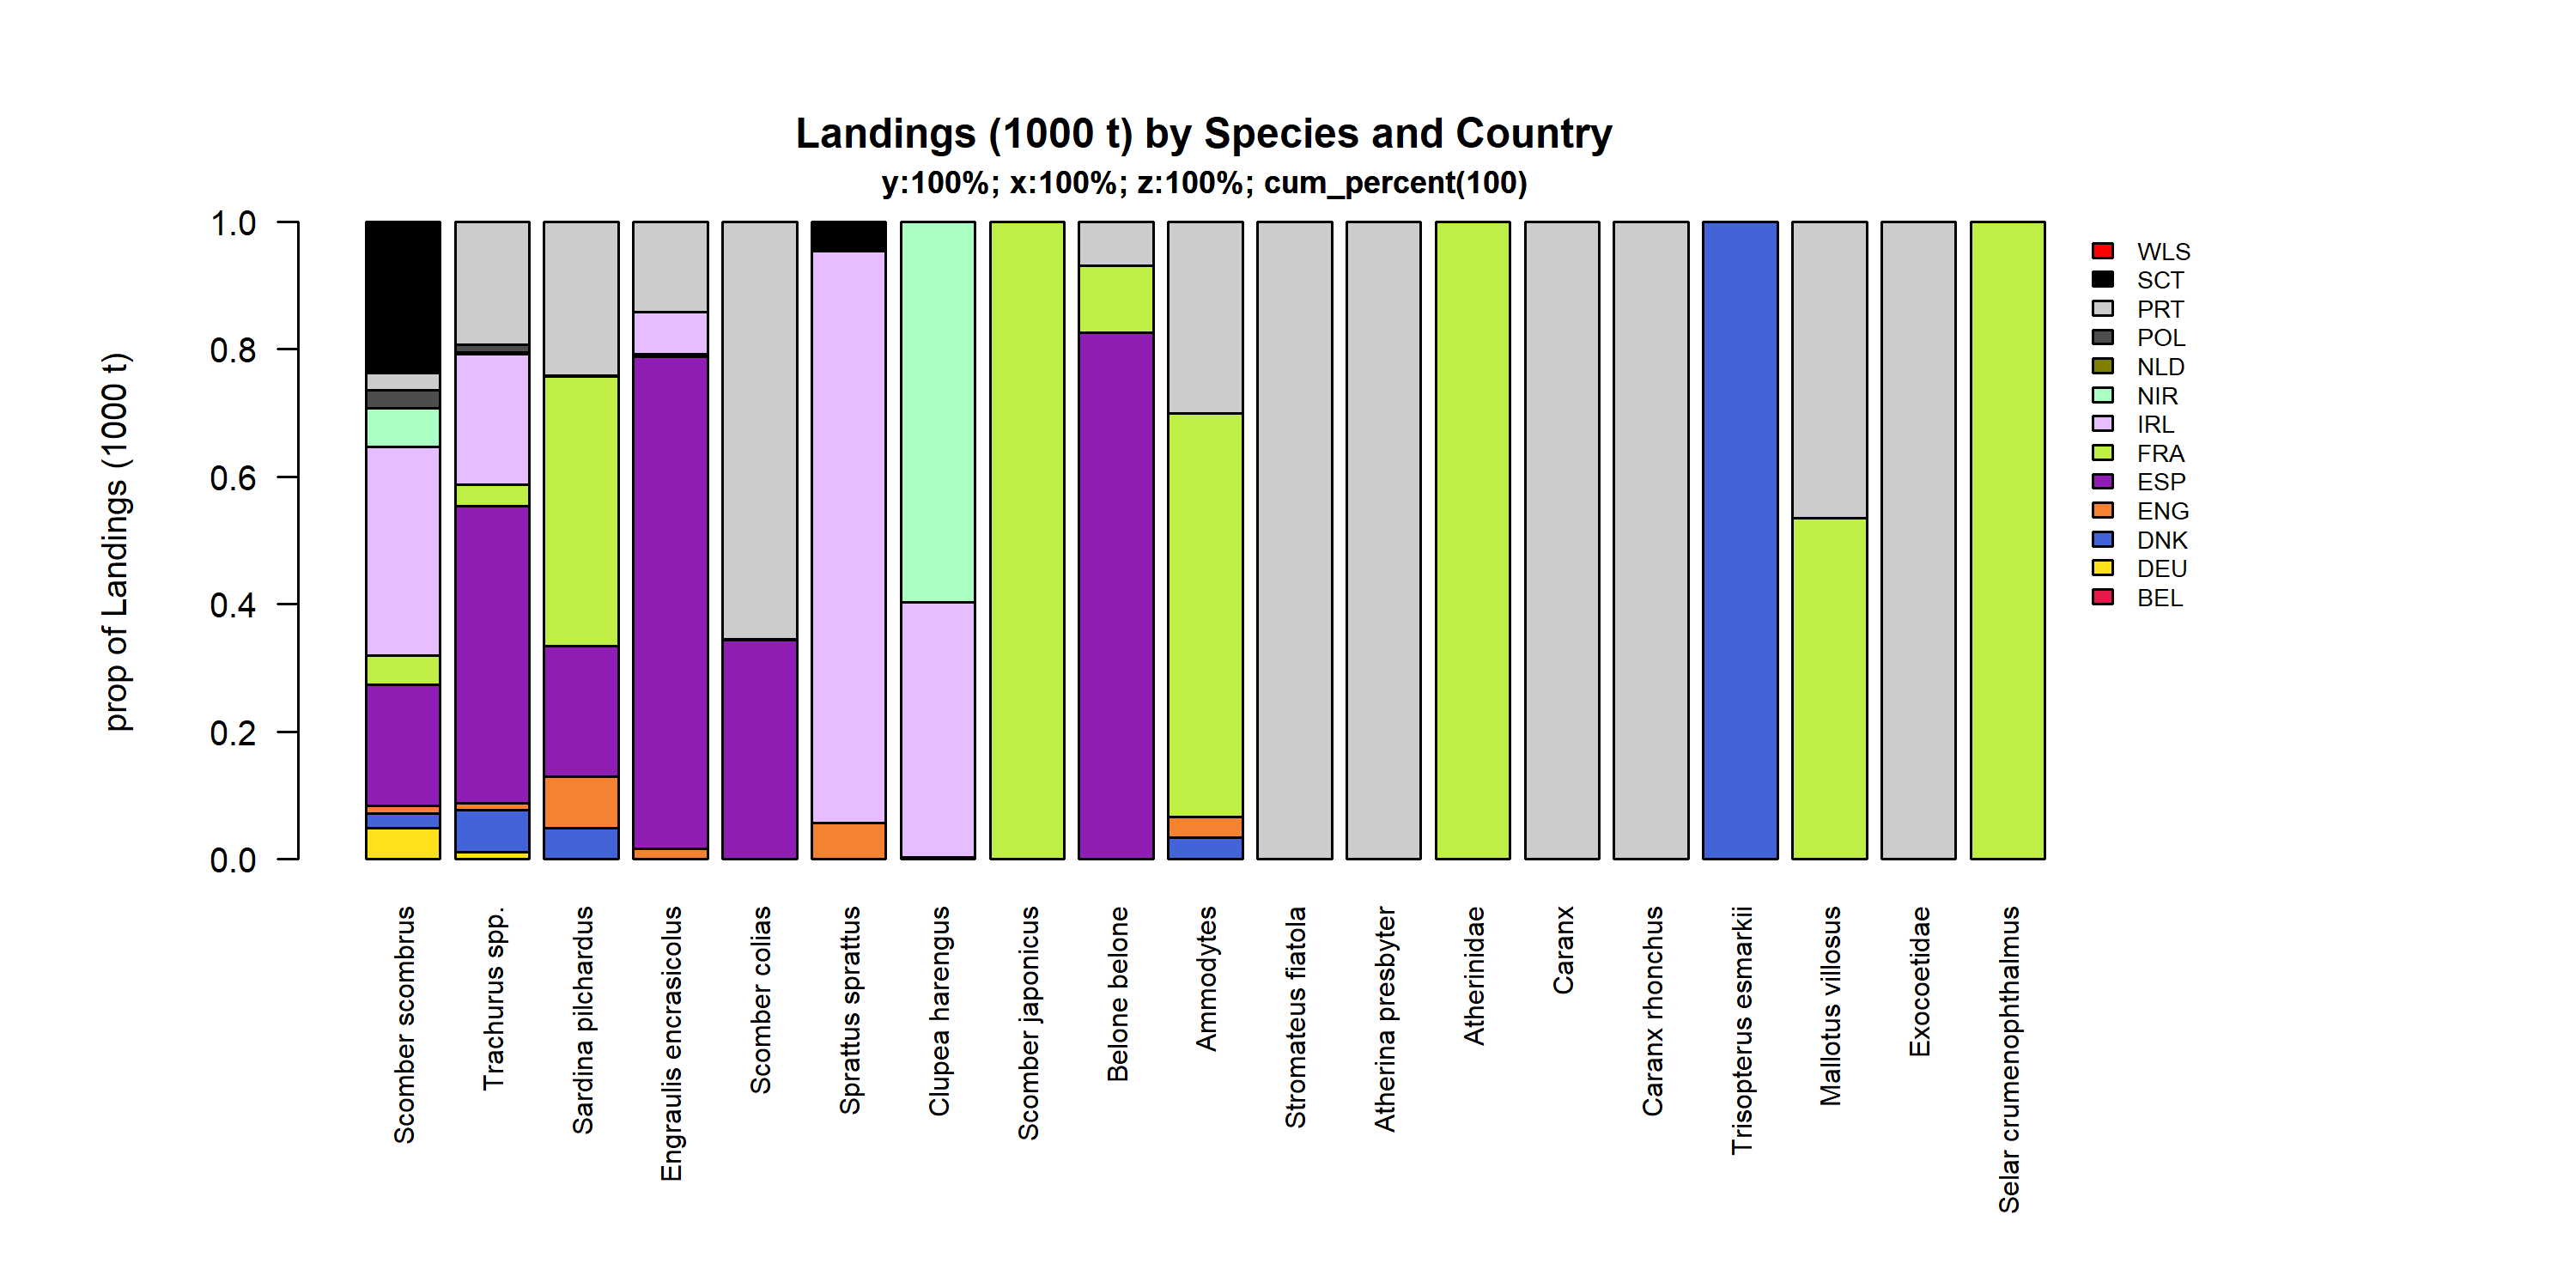 Landings (1000 t) by Species and Country
y:100%; x:100%; z:100%; cum_percent(100)
prop of Landings (1000 t)
1.0
0.8
0.6
0.4
0.2
0.0
Scomber scombrus
Trachurus spp.
Sardina pilchardus
Engraulis encrasicolus
Scomber colias
Sprattus sprattus
Clupea harengus
Scomber japonicus
Belone belone
Ammodytes
Stromateus fiatola
Atherina presbyter
Atherinidae
Caranx
Caranx rhonchus
Trisopterus esmarkii
Mallotus villosus
Exocoetidae
Selar crumenophthalmus
WLS
SCT
PRT
POL
NLD
NIR
IRL
FRA
ESP
ENG
DNK
DEU
BEL